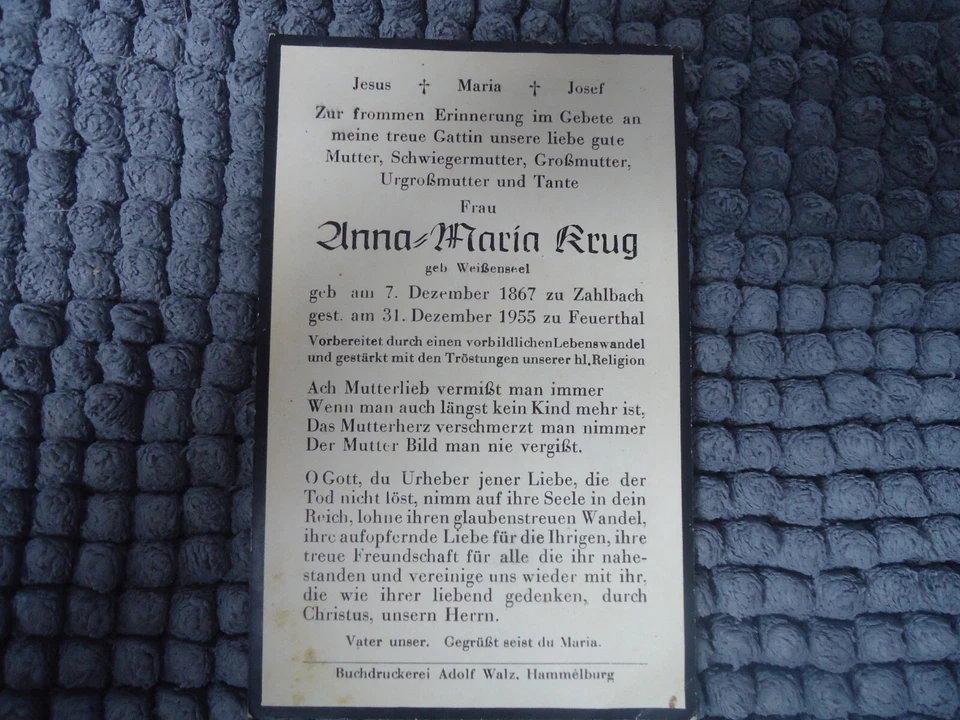 Jesus ✝ Maria ✝ Josef
Zur frommen Erinnerung im Gebete an
meine treue Gattin unsere liebe gute
Mutter, Schwiegermutter, Großmutter,
Urgroßmutter und Tante
Frau
Anna-Maria Krug
geb Weißenseel
geb am 7. Dezember 1867 zu Zahlbach
gest. am 31. Dezember 1955 zu Feuerthal
Vorbereitet durch einen vorbildlichen Lebenswandel
und gestärkt mit den Tröstungen unserer hl, Religion
Ach Mutterlieb vermißt man immer
Wenn man auch längst kein Kind mehr ist,
Das Mutterherz verschmerzt man nimmer
Der Mutter Bild man nie vergißt.
O Gott, du Urheber jener Liebe, die der
Tod nicht löst, nimm auf ihre Seele in dein
Reich, lohne ihren glaubenstreuen Wandel,
ihre aufopfernde Liebe für die Ihrigen, ihre
treue Freundschaft für alle die ihr nahe-
standen und vereinige uns wieder mit ihr,
die wie ihrer liebend gedenken, durch
Christus, unsern Herrn.
Vater unser. Gegrüßt seist du Maria.
Buchdruckerei Adolf Walz, Hammelburg